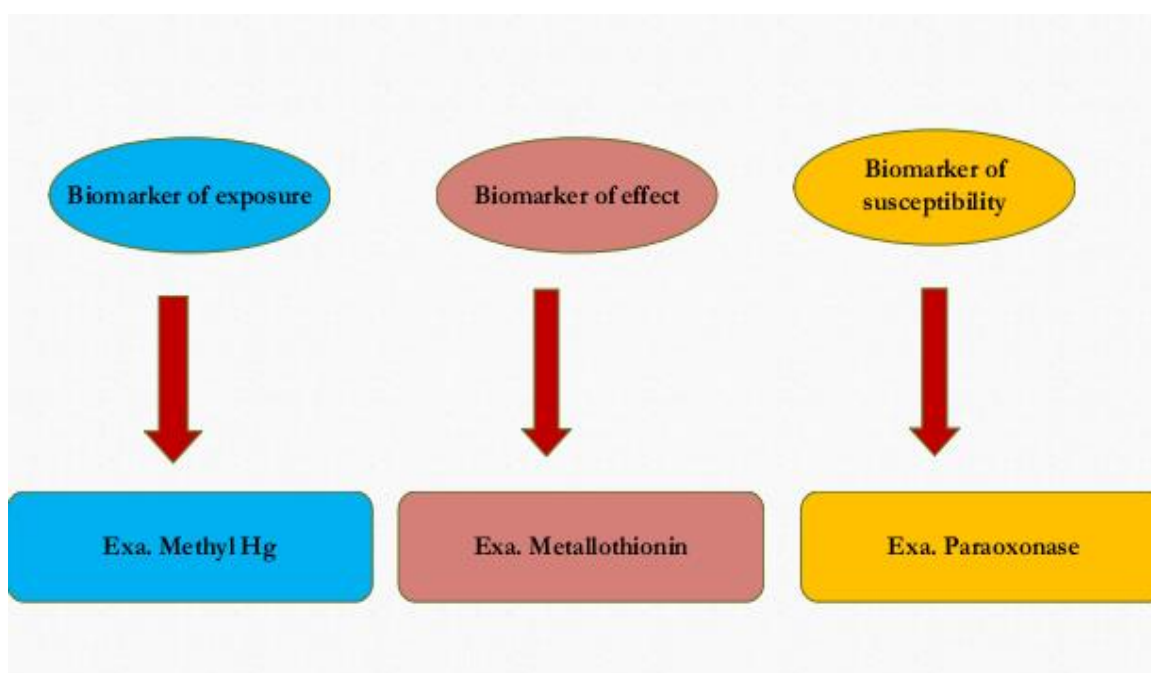 Biomarker of exposure
Biomarker of effect
Biomarker of
susceptibility
Exa. Methyl Hg
Exa. Metallothionin
Exa. Paraoxonase